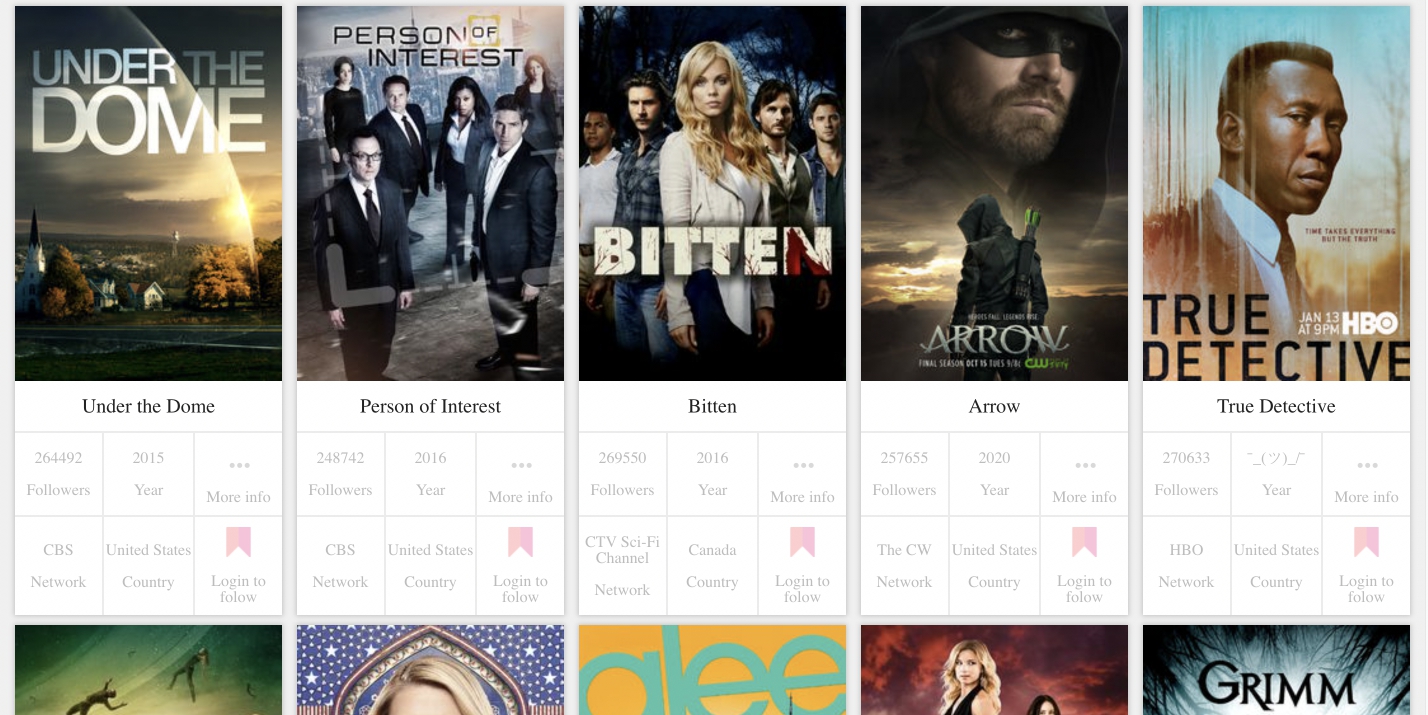 UNDER THE
DOME
PERSON OF
INTEREST
BITTEN
HEROES FALL. LEGENDS RISE.
ARROW
FINAL SEASON OCT 15 TUES 9/8c CW
TIME TAKES EVERYTHING
BUT THE TRUTH
TRUE
JAN 13
AT 9PM HBO
DETECTIVE
Under the Dome
264492
Followers
2015
Year
More info
CBS
Network
United States
Country
Login to
folow
Person of Interest
248742
Followers
2016
Year
More info
CBS
Network
United States
Country
Login to
folow
Bitten
269550
Followers
2016
Year
More info
CTV Sci-Fi
Channel
Network
Canada
Country
Login to
folow
Arrow
257655
Followers
2020
Year
More info
The CW
Network
United States
Country
Login to
folow
True Detective
270633
Followers
¯_(ツ)_/¯
Year
More info
HBO
Network
United States
Country
Login to
folow
glee
GRIMM